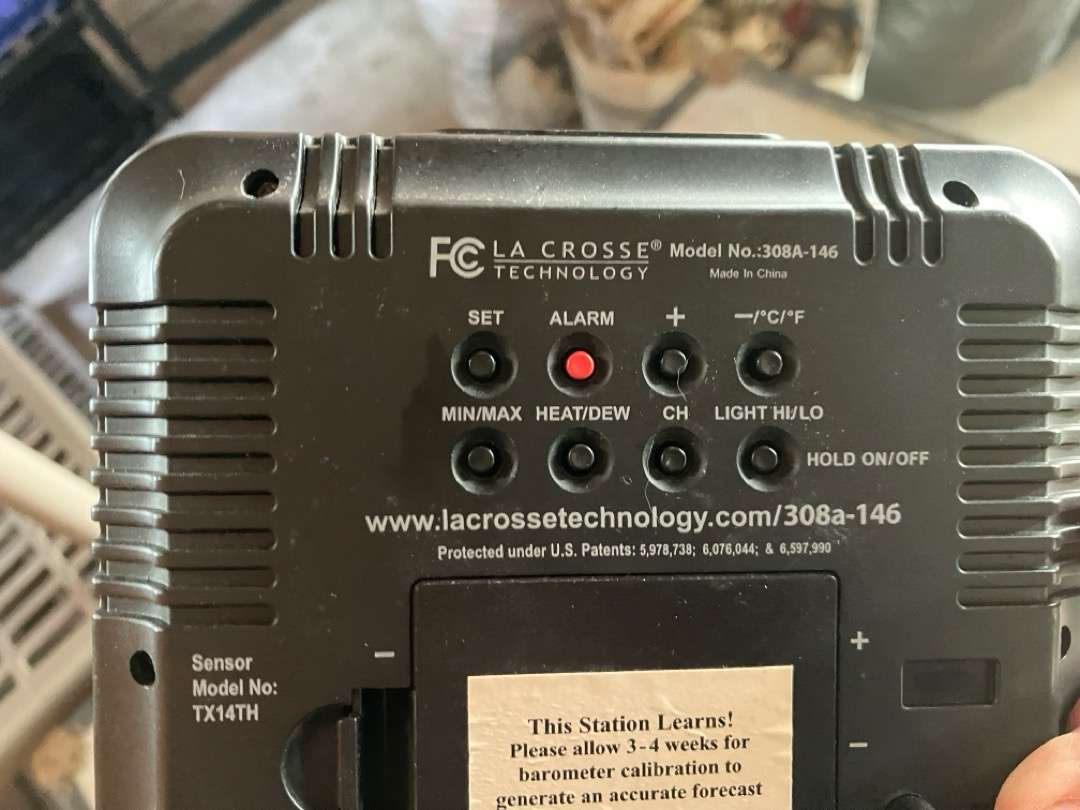 FCC LA CROSSE® Model No.:308A-146
TECHNOLOGY Made In China
SET ALARM + −/°C/°F
MIN/MAX HEAT/DEW CH LIGHT HI/LO
HOLD ON/OFF
www.lacrossetechnology.com/308a-146
Protected under U.S. Patents: 5,978,738; 6,076,044; & 6,597,990
Sensor
Model No:
TX14TH
− +
−
This Station Learns!
Please allow 3-4 weeks for
barometer calibration to
generate an accurate forecast